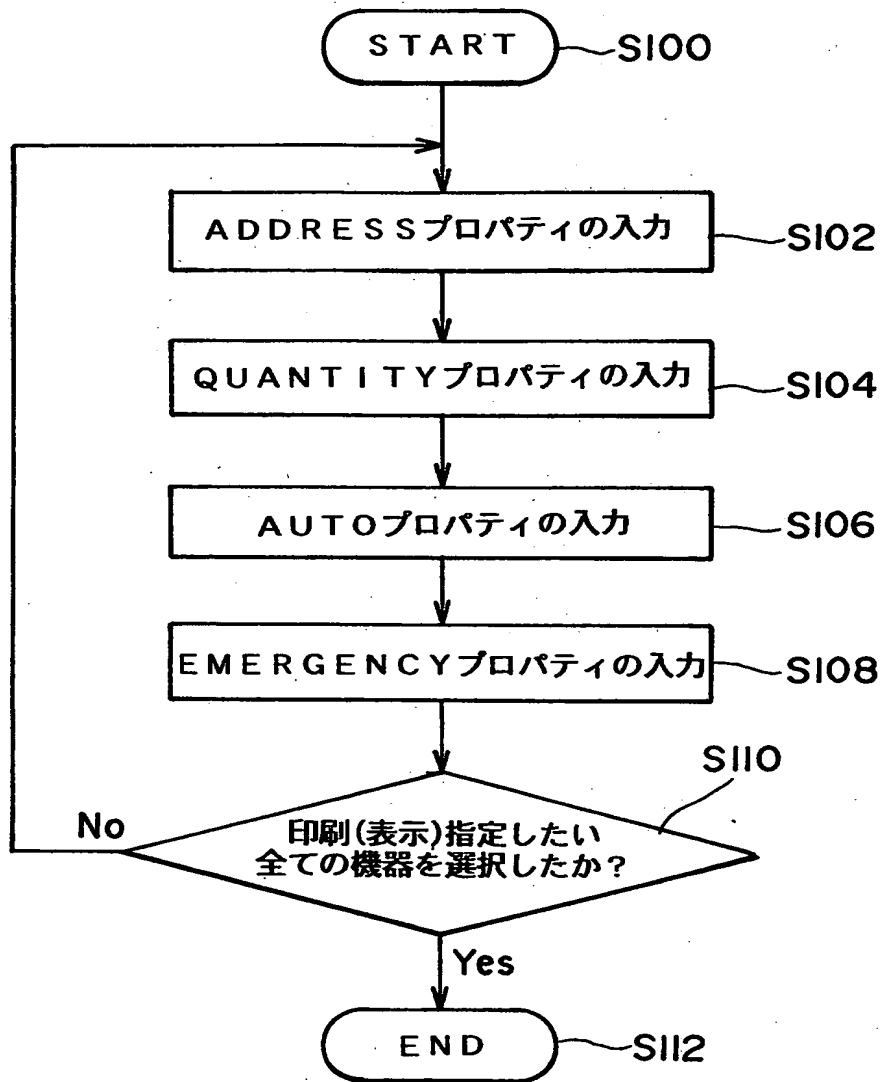 START
S100
ADDRESSプロパティの入力
S102
QUANTITYプロパティの入力
S104
AUTOプロパティの入力
S106
EMERGENCYプロパティの入力
S108
S110
No
印刷(表示)指定したい
全ての機器を選択したか?
Yes
END
S112